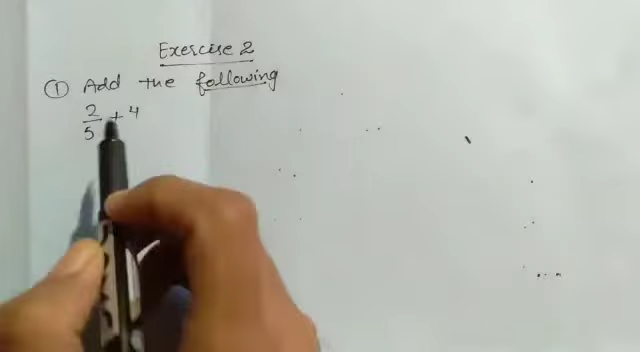 Exercise 2
① Add the following
2/5 + 4